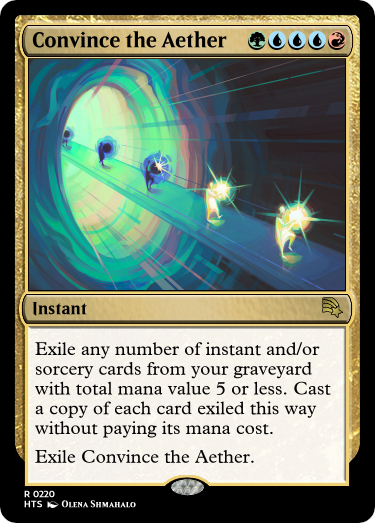 Convince the Aether
Instant
Exile any number of instant and/or
sorcery cards from your graveyard
with total mana value 5 or less. Cast
a copy of each card exiled this way
without paying its mana cost.
Exile Convince the Aether.
R 0220
HTS Olena Shmahalo